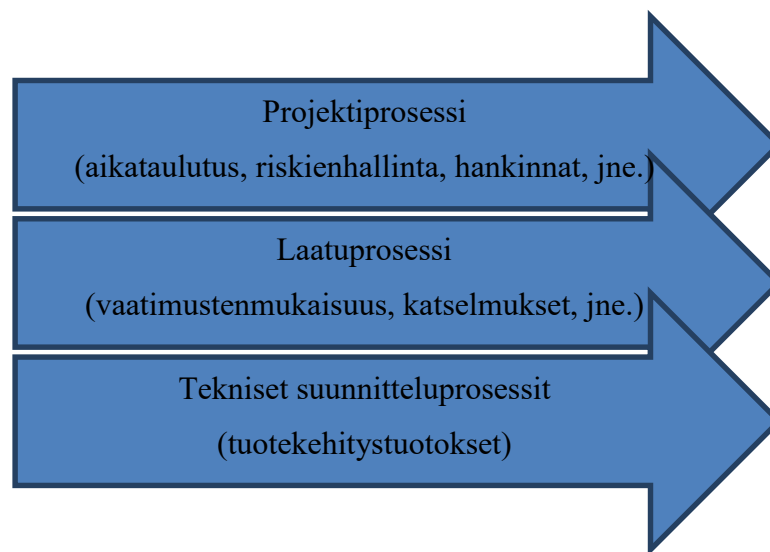 Projektiprosessi
(aikataulutus, riskienhallinta, hankinnat, jne.)
Laatuprosessi
(vaatimustenmukaisuus, katselmukset, jne.)
Tekniset suunnitteluprosessit
(tuotekehitystuotokset)